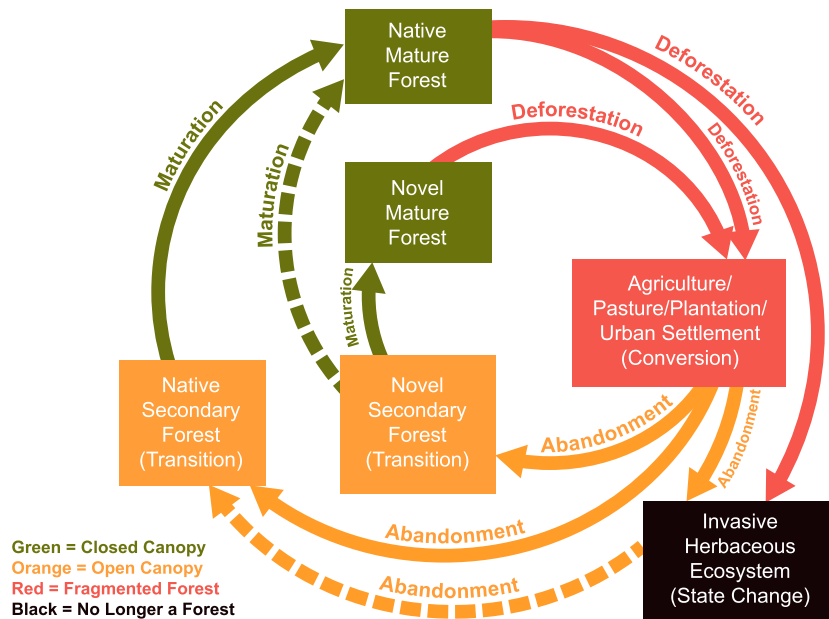 Native
Mature
Forest
Deforestation
Deforestation
Deforestation
Maturation
Maturation
Novel
Mature
Forest
Maturation
Agriculture/
Pasture/Plantation/
Urban Settlement
(Conversion)
Native
Secondary
Forest
(Transition)
Novel
Secondary
Forest
(Transition)
Abandonment
Abandonment
Abandonment
Abandonment
Invasive
Herbaceous
Ecosystem
(State Change)
Green = Closed Canopy
Orange = Open Canopy
Red = Fragmented Forest
Black = No Longer a Forest